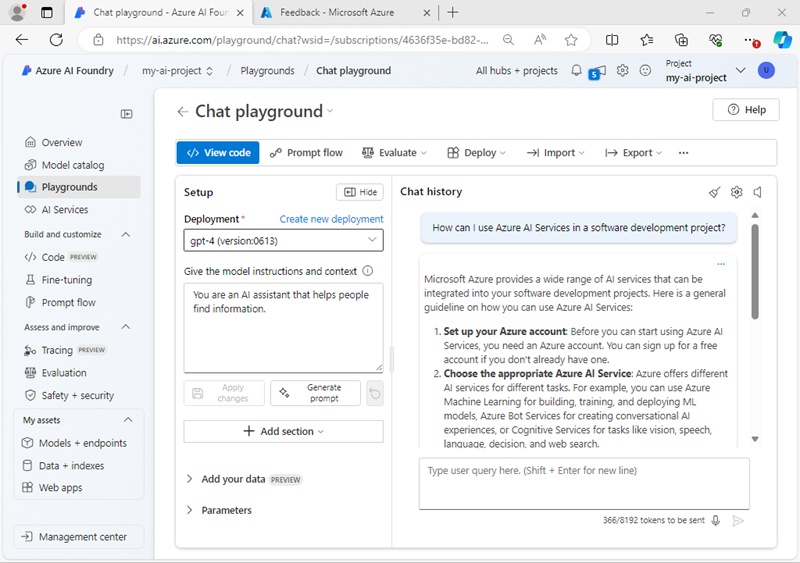 Chat playground - Azure AI Foun
Feedback - Microsoft Azure
https://ai.azure.com/playground/chat?wsid=/subscriptions/4636f35e-bd82-...
Azure AI Foundry / my-ai-project / Playgrounds / Chat playground
All hubs + projects
5
Project
my-ai-project
U
Chat playground
Help
Overview
Model catalog
Playgrounds
AI Services
Build and customize
Code PREVIEW
Fine-tuning
Prompt flow
Assess and improve
Tracing PREVIEW
Evaluation
Safety + security
My assets
Models + endpoints
Data + indexes
Web apps
Management center
View code
Prompt flow
Evaluate
Deploy
Import
Export
...
Setup
Hide
Deployment *
Create new deployment
gpt-4 (version:0613)
Give the model instructions and context
You are an AI assistant that helps people
find information.
Apply
changes
Generate
prompt
Add section
Add your data PREVIEW
Parameters
Chat history
How can I use Azure AI Services in a software development project?
...
Microsoft Azure provides a wide range of AI services that can be
integrated into your software development projects. Here is a general
guideline on how you can use Azure AI Services:
1. Set up your Azure account: Before you can start using Azure AI
Services, you need an Azure account. You can sign up for a free
account if you don't already have one.
2. Choose the appropriate Azure AI Service: Azure offers different
AI services for different tasks. For example, you can use Azure
Machine Learning for building, training, and deploying ML
models, Azure Bot Services for creating conversational AI
experiences, or Cognitive Services for tasks like vision, speech,
language, decision, and web search.
Type user query here. (Shift + Enter for new line)
366/8192 tokens to be sent